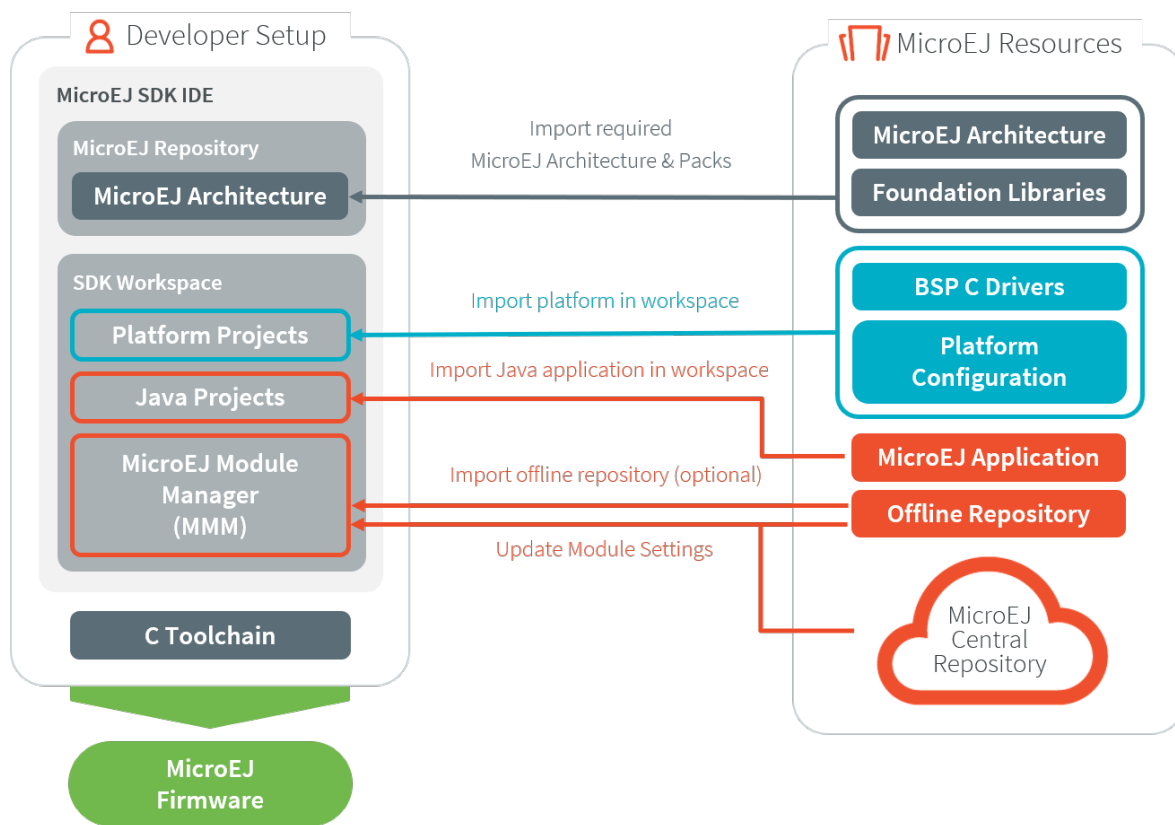 Developer Setup
MicroEJ SDK IDE
MicroEJ Repository
MicroEJ Architecture
SDK Workspace
Platform Projects
Java Projects
MicroEJ Module
Manager
(MMM)
C Toolchain
MicroEJ
Firmware
Import required
MicroEJ Architecture & Packs
Import platform in workspace
Import Java application in workspace
Import offline repository (optional)
Update Module Settings
MicroEJ Resources
MicroEJ Architecture
Foundation Libraries
BSP C Drivers
Platform
Configuration
MicroEJ Application
Offline Repository
MicroEJ
Central
Repository